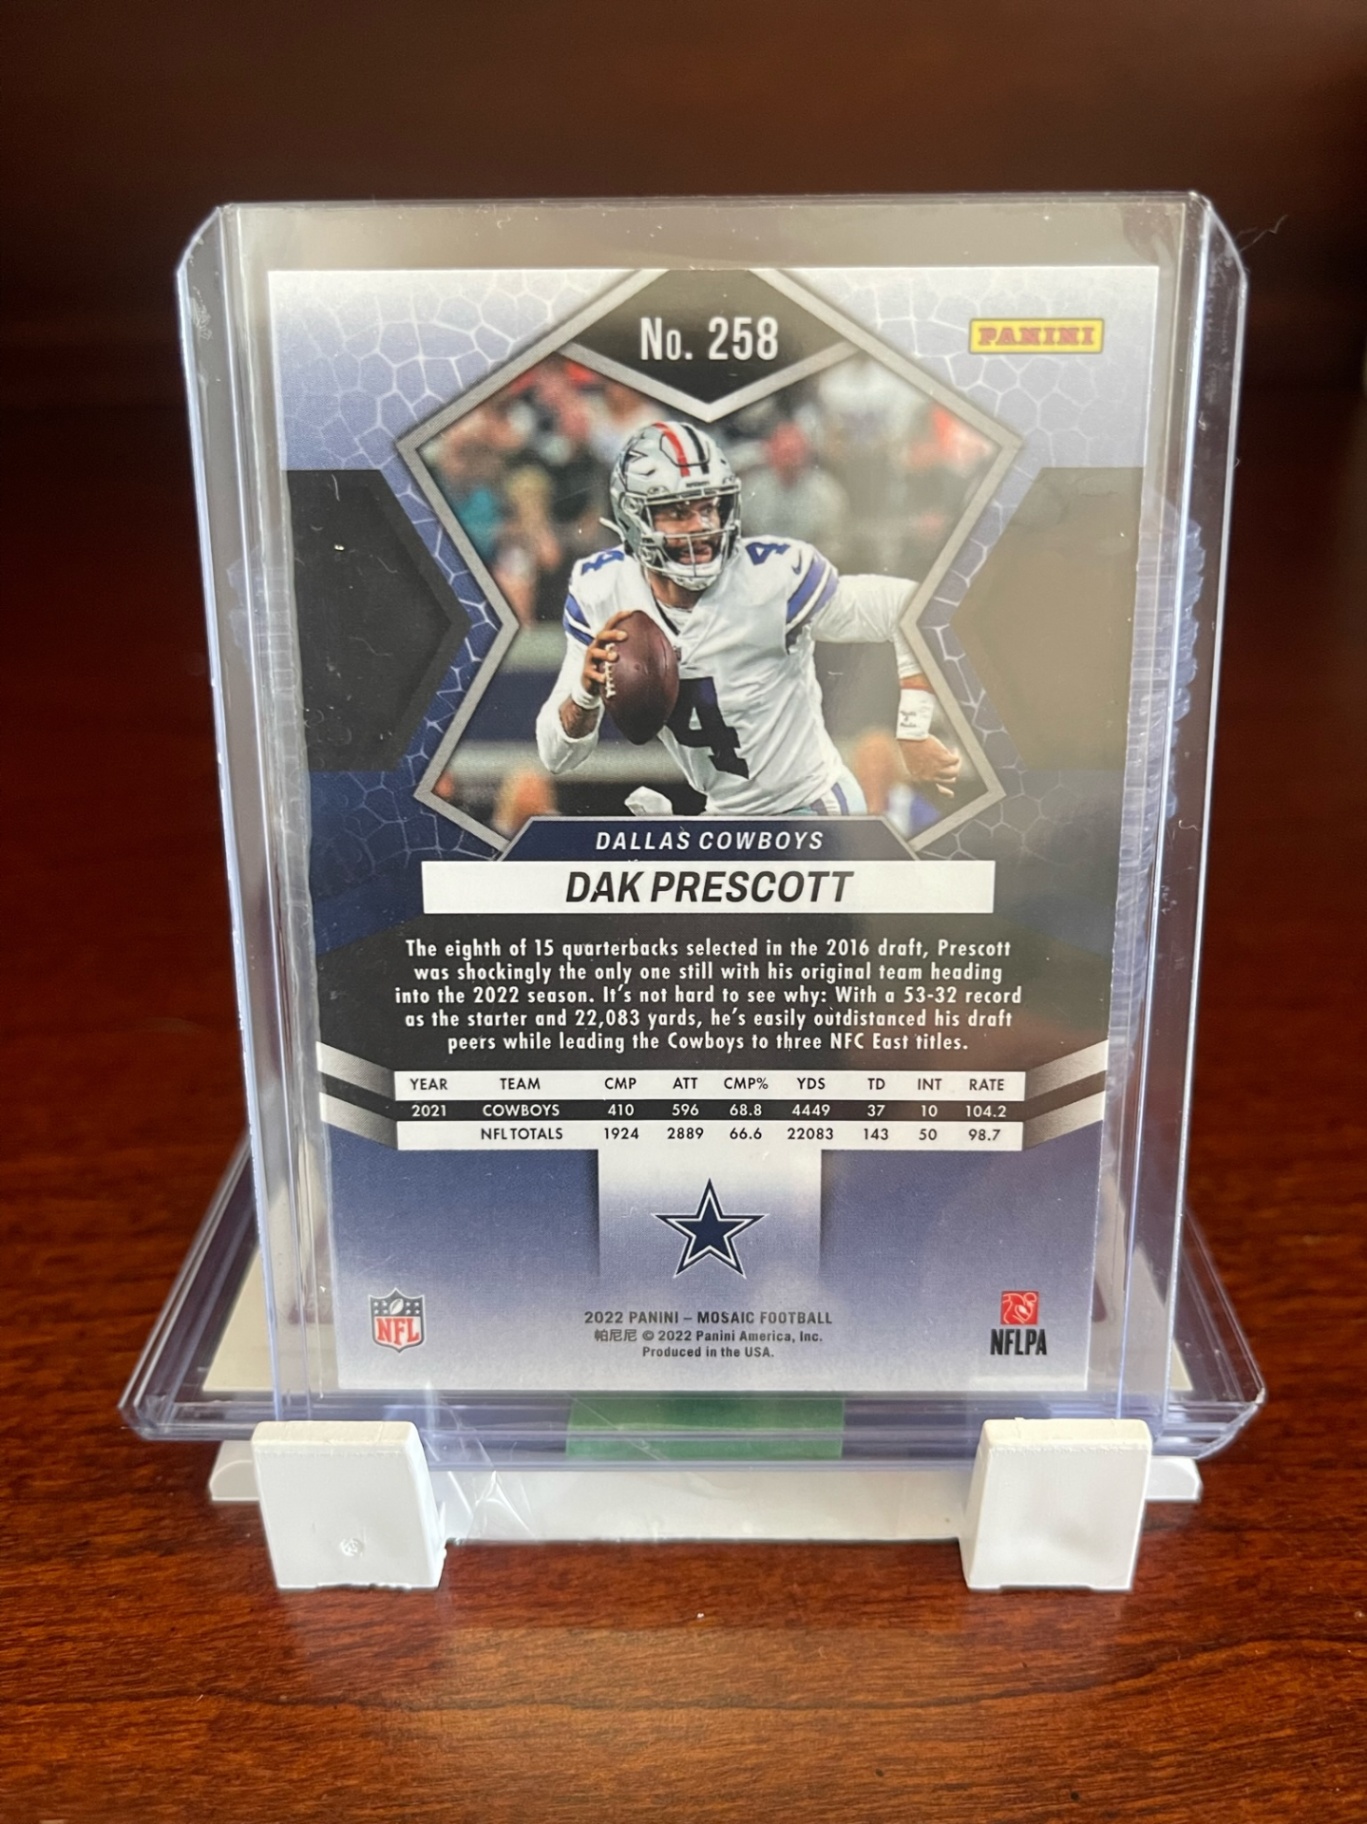 No. 258
PANINI
4
4
4
DALLAS COWBOYS
DAK PRESCOTT
The eighth of 15 quarterbacks selected in the 2016 draft, Prescott
was shockingly the only one still with his original team heading
into the 2022 season. It's not hard to see why: With a 53-32 record
as the starter and 22,083 yards, he's easily outdistanced his draft
peers while leading the Cowboys to three NFC East titles.
YEAR TEAM CMP ATT CMP% YDS TD INT RATE
2021 COWBOYS 410 596 68.8 4449 37 10 104.2
NFL TOTALS 1924 2889 66.6 22083 143 50 98.7
NFL
2022 PANINI – MOSAIC FOOTBALL
帕尼尼 © 2022 Panini America, Inc.
Produced in the USA.
NFLPA